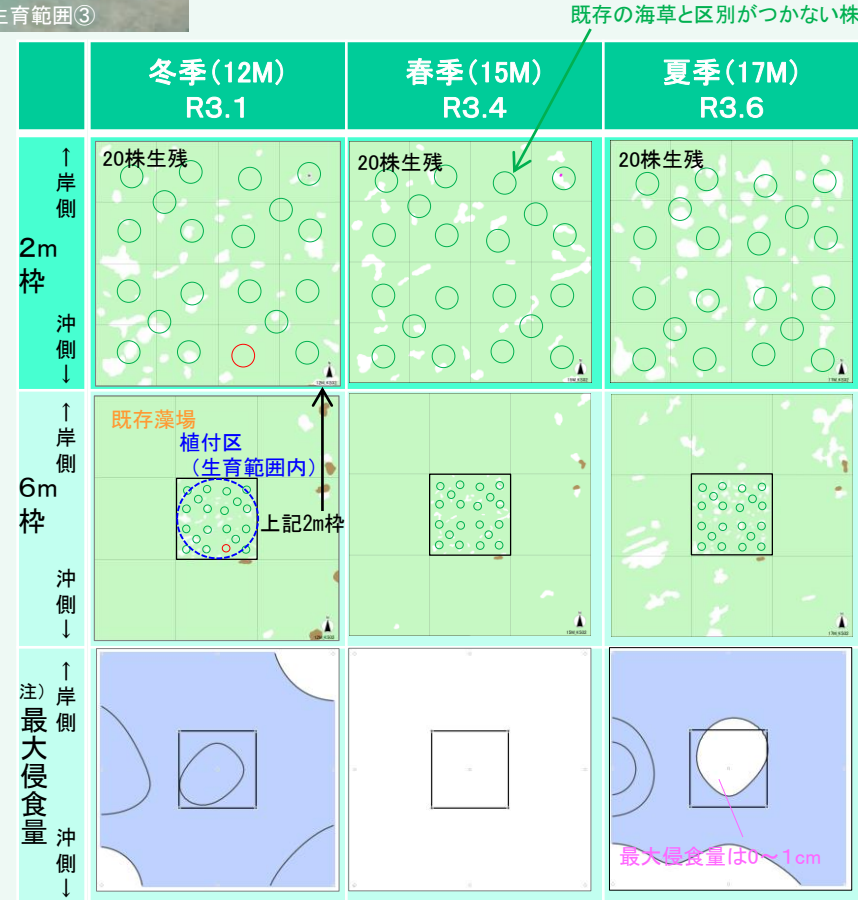 生育範囲③
既存の海草と区別がつかない株
冬季(12M)
R3.1
春季(15M)
R3.4
夏季(17M)
R3.6
↑岸側
2m枠
沖側↓
20株生残
20株生残
20株生残
↑岸側
6m枠
沖側↓
既存藻場
植付区
(生育範囲内)
上記2m枠
注)
↑岸側
最大侵食量
沖側↓
最大侵食量は0~1cm